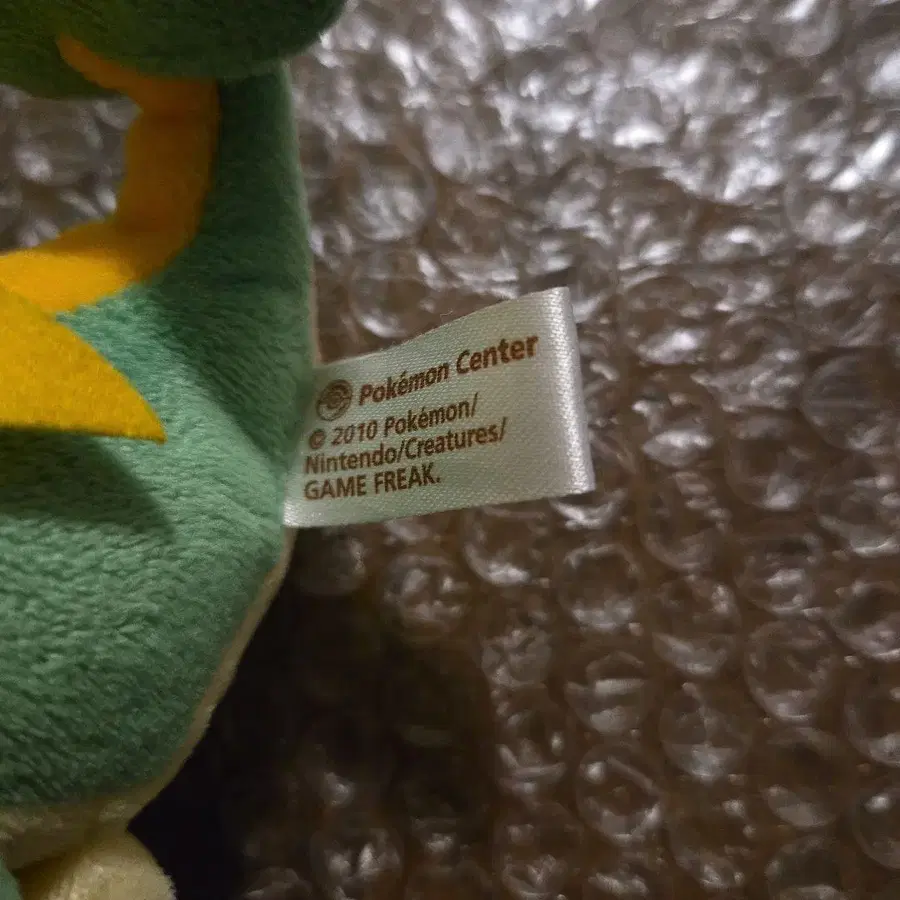 Pokémon Center
© 2010 Pokémon/
Nintendo/Creatures/
GAME FREAK.